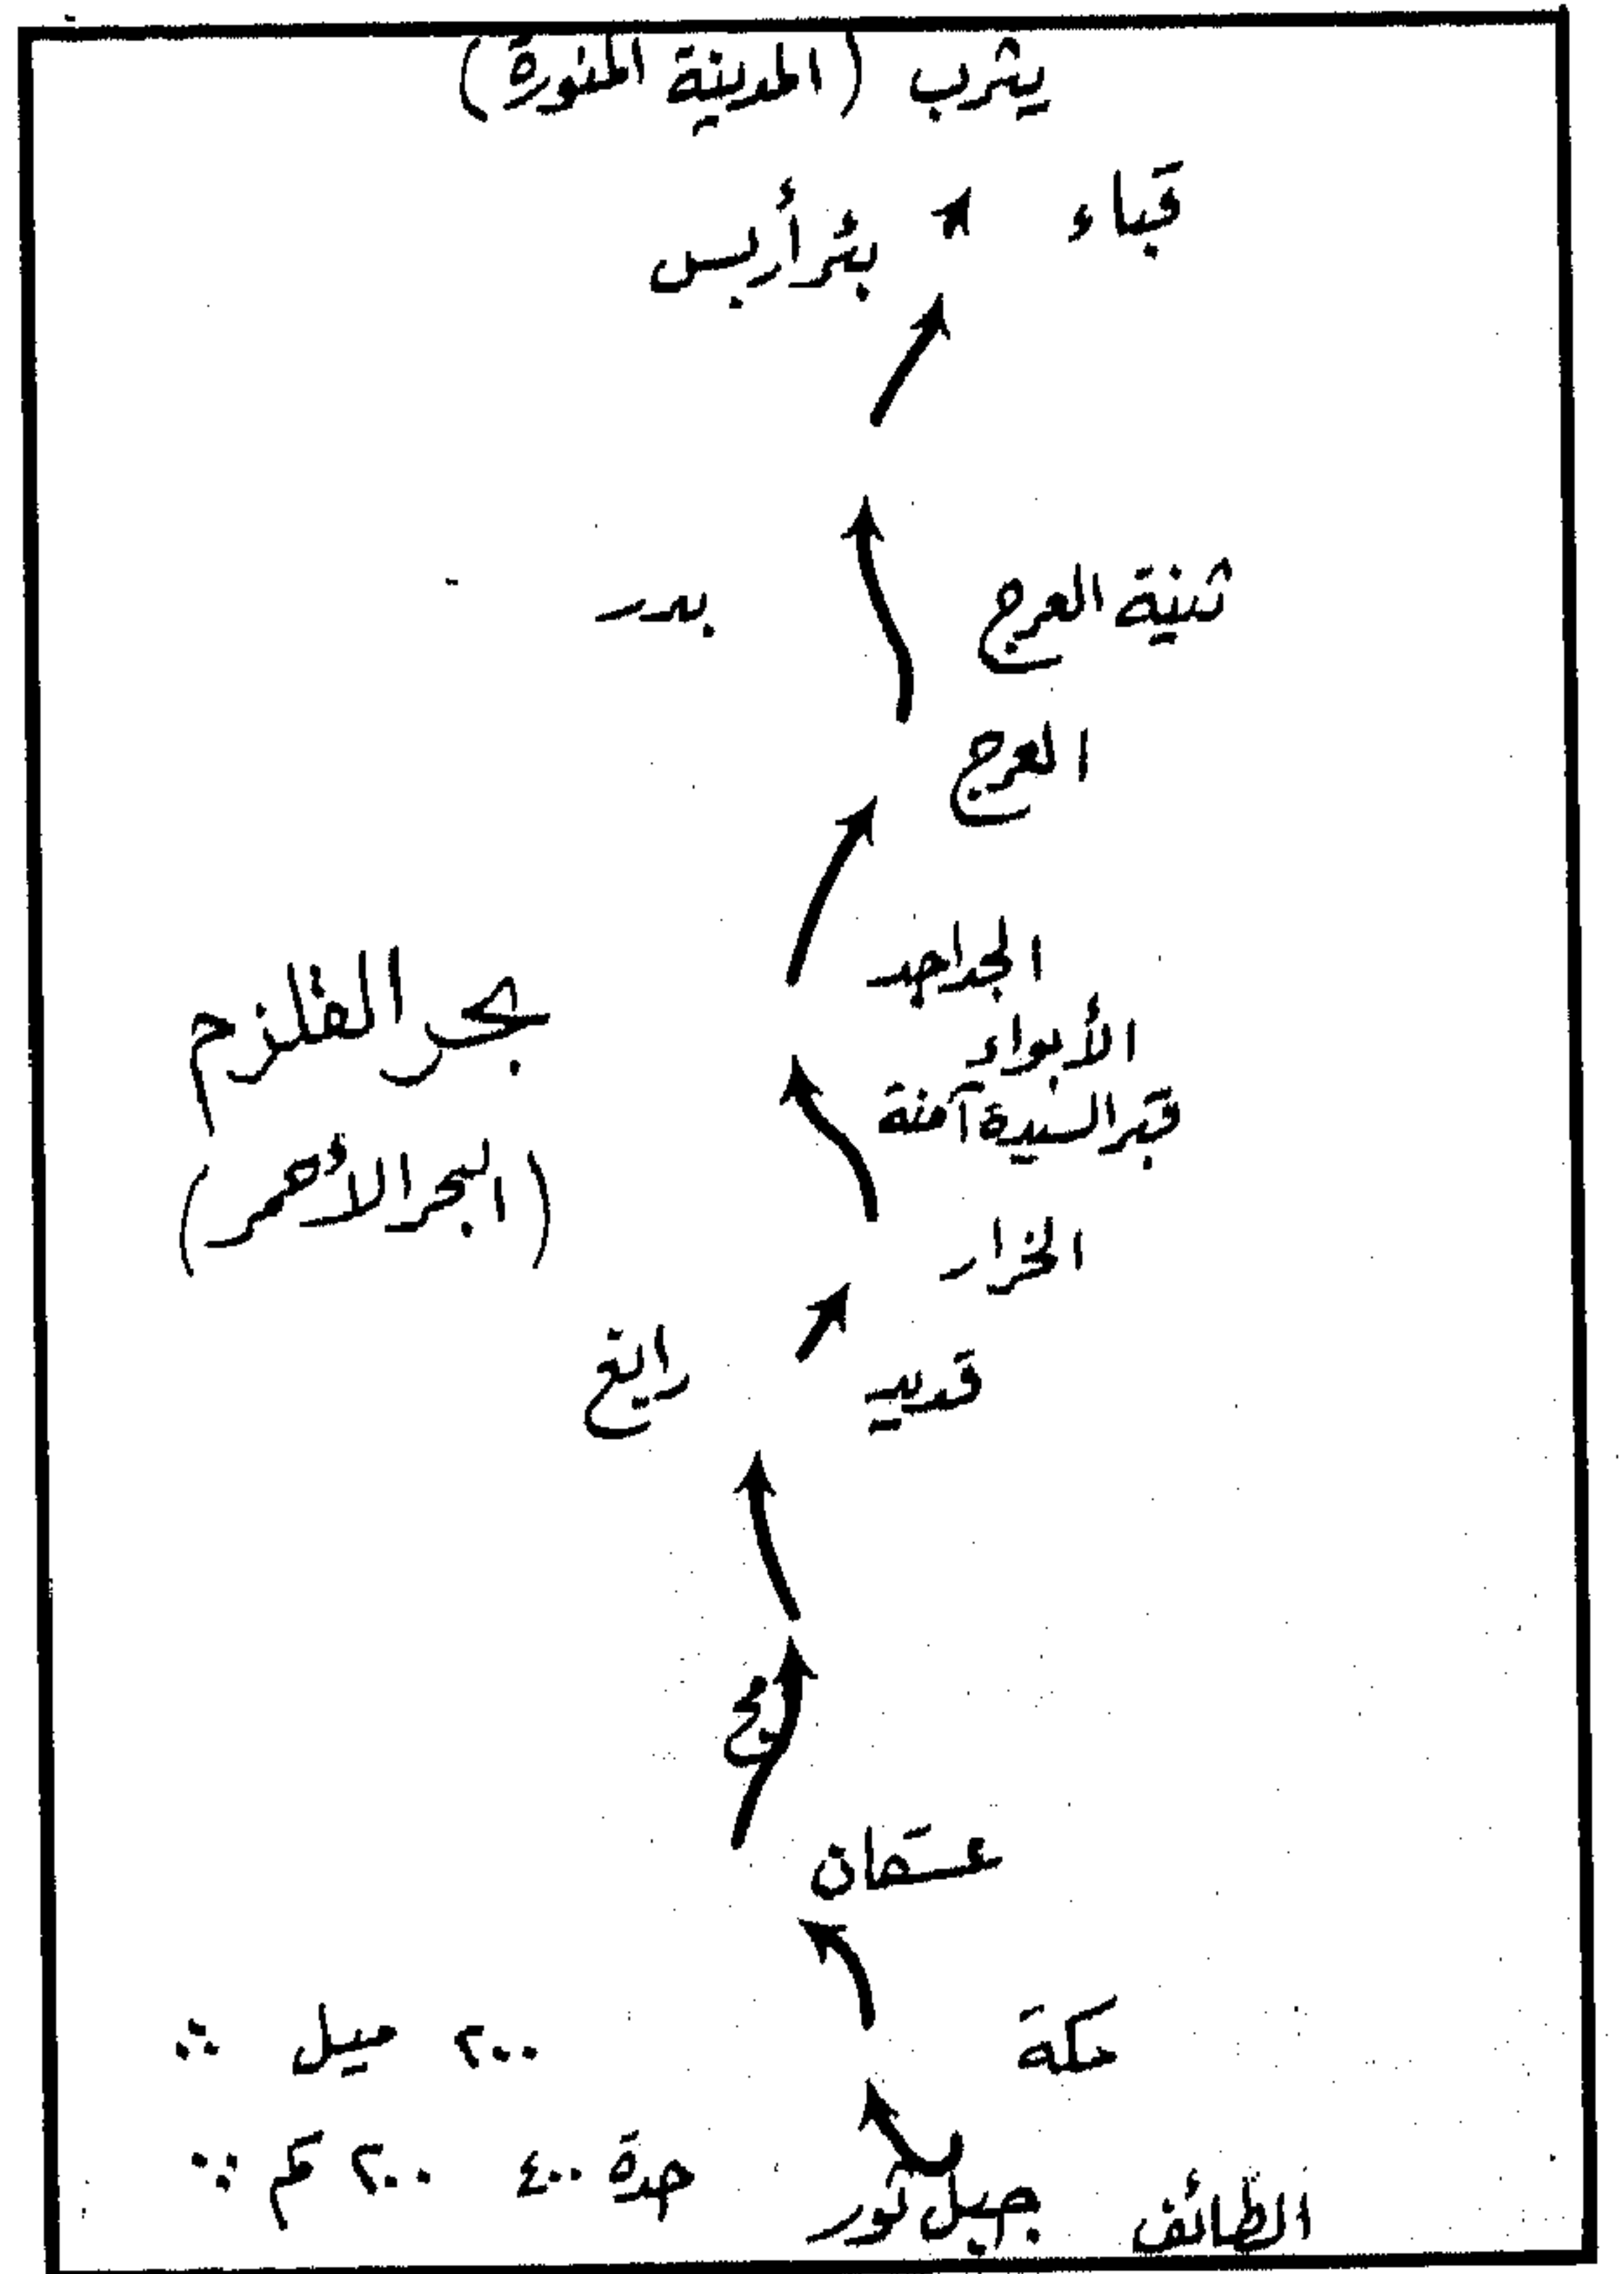 يثرب (المدينة المنورة)
قباء
بئر أريس
ثنية العرج
بدر
العرج
الجداجد
الأبواء
قبر السيدة آمنة
بحر القلزم
(البحر الأحمر)
الخرار
رابغ
قديد
عسفان
مكة
٢٠٠ ميل
جدة ٤٠٠ ٢٠٠ كم
الطائف
جبل ثور